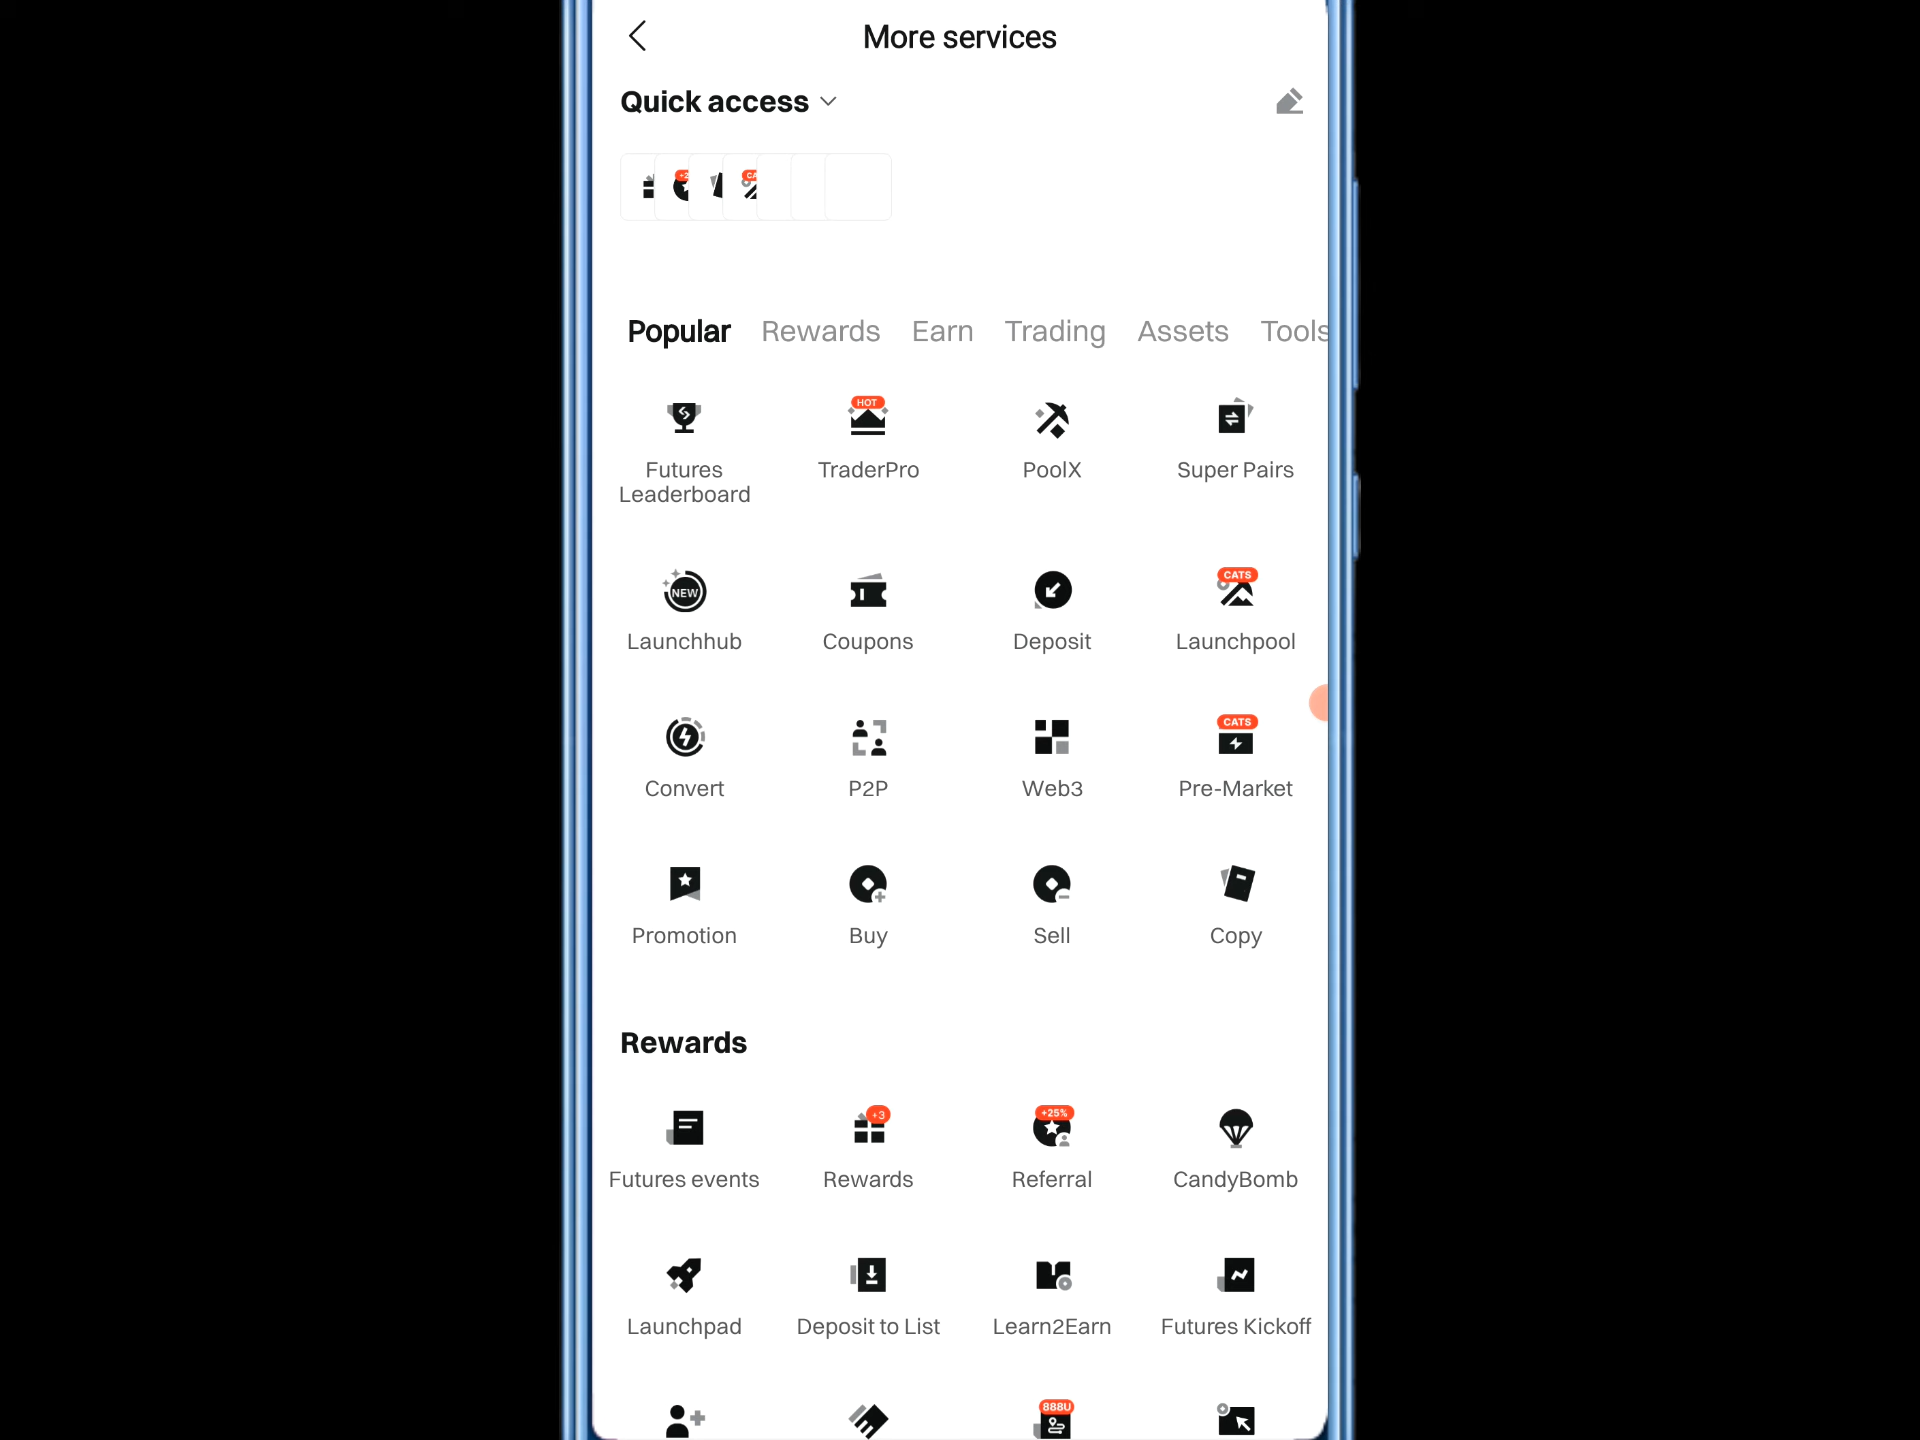 More services
Quick access
Popular Rewards Earn Trading Assets Tools
HOT
Futures Leaderboard
TraderPro
PoolX
Super Pairs
NEW
CATS
Launchhub
Coupons
Deposit
Launchpool
CATS
Convert
P2P
Web3
Pre-Market
Promotion
Buy
Sell
Copy
Rewards
+3
+25%
Futures events
Rewards
Referral
CandyBomb
Launchpad
Deposit to List
Learn2Earn
Futures Kickoff
888U